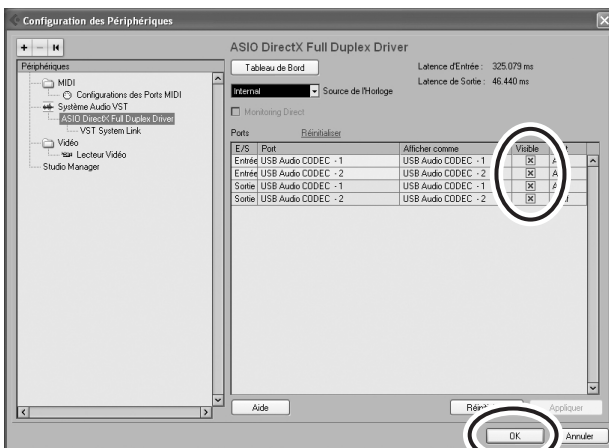 Configuration des Périphériques
Périphériques
MIDI
Configurations des Ports MIDI
Système Audio VST
ASIO DirectX Full Duplex Driver
VST System Link
Vidéo
Lecteur Vidéo
Studio Manager
ASIO DirectX Full Duplex Driver
Tableau de Bord
Latence d'Entrée : 325.079 ms
Latence de Sortie : 46.440 ms
Internal Source de l'Horloge
Monitoring Direct
Ports Réinitialiser
E/S Port Afficher comme Visible
Entrée USB Audio CODEC - 1 USB Audio CODEC - 1
Entrée USB Audio CODEC - 2 USB Audio CODEC - 2
Sortie USB Audio CODEC - 1 USB Audio CODEC - 1
Sortie USB Audio CODEC - 2 USB Audio CODEC - 2
Aide Appliquer
OK Annuler